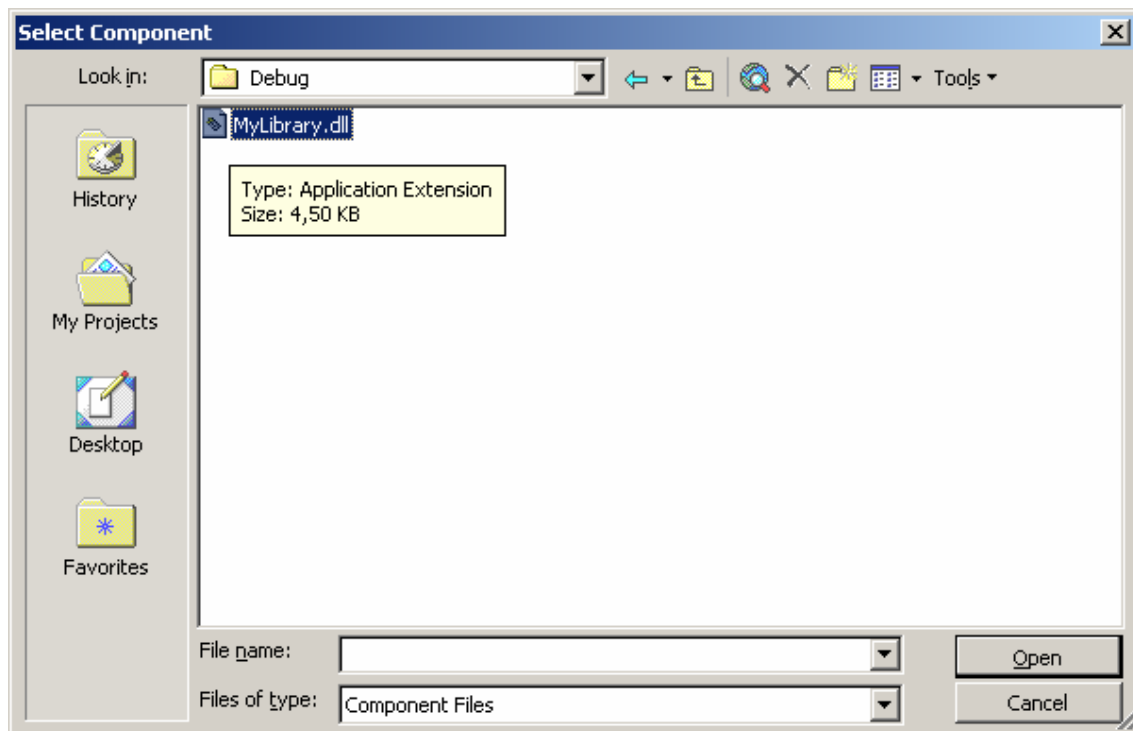 Select Component
Look in:
Debug
Tools
MyLibrary.dll
Type: Application Extension
Size: 4,50 KB
History
My Projects
Desktop
Favorites
File name:
Open
Files of type:
Component Files
Cancel